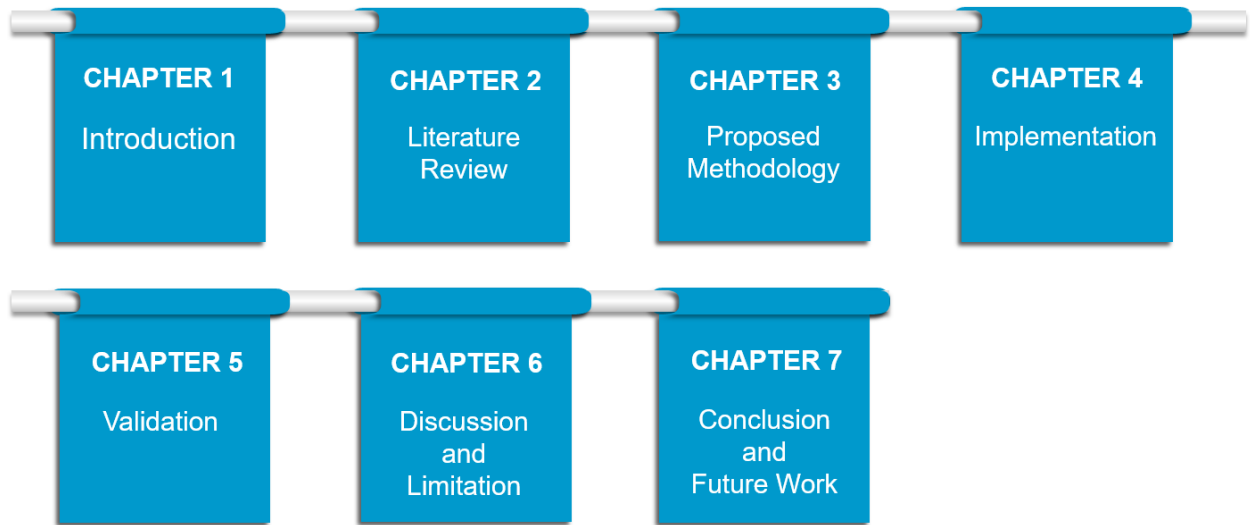 CHAPTER 1
Introduction
CHAPTER 2
Literature
Review
CHAPTER 3
Proposed
Methodology
CHAPTER 4
Implementation
CHAPTER 5
Validation
CHAPTER 6
Discussion
and
Limitation
CHAPTER 7
Conclusion
and
Future Work